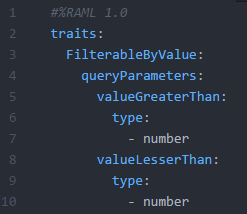 1 #%RAML 1.0
2 traits:
3   FilterableByValue:
4     queryParameters:
5       valueGreaterThan:
6         type:
7           - number
8       valueLesserThan:
9         type:
10           - number